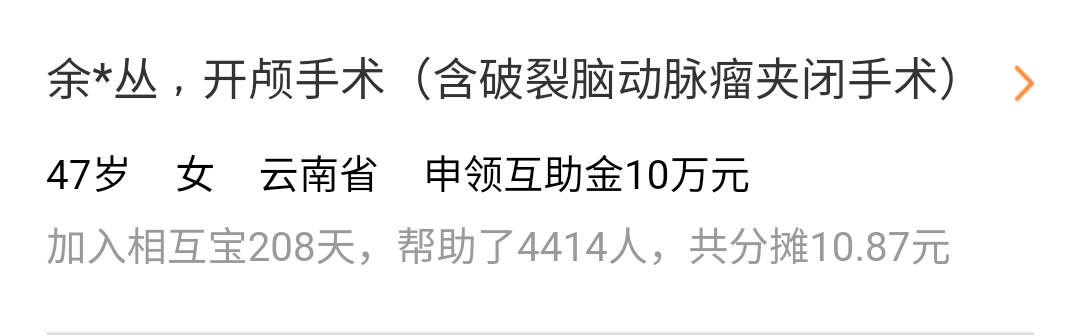 余*丛，开颅手术（含破裂脑动脉瘤夹闭手术）
47岁 女 云南省 申领互助金10万元
加入相互宝208天，帮助了4414人，共分摊10.87元